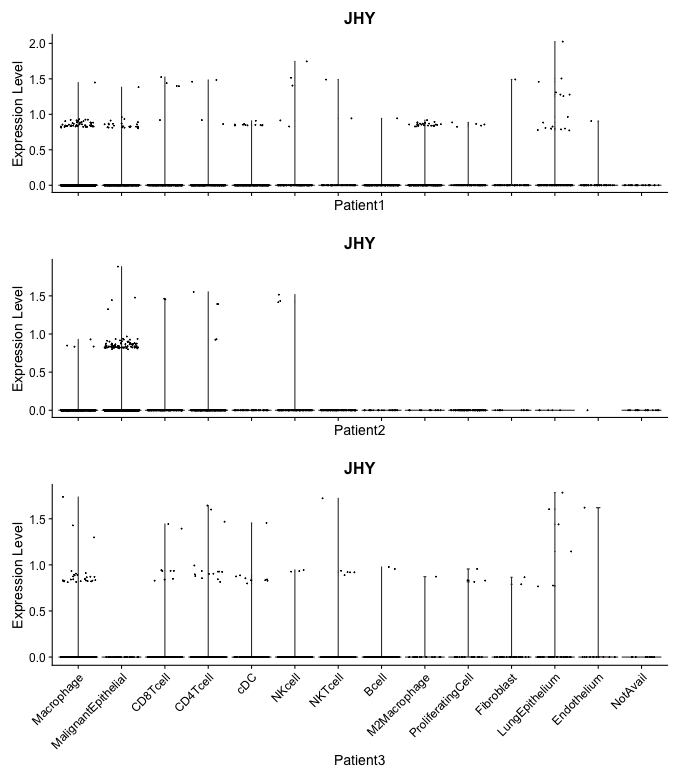 JHY
Expression Level
2.0
1.5
1.0
0.5
0.0
Patient1
JHY
Expression Level
1.5
1.0
0.5
0.0
Patient2
JHY
Expression Level
1.5
1.0
0.5
0.0
Macrophage
MalignantEpithelial
CD8Tcell
CD4Tcell
cDC
NKcell
NKTcell
Bcell
M2Macrophage
ProliferatingCell
Fibroblast
LungEpithelium
Endothelium
NotAvail
Patient3